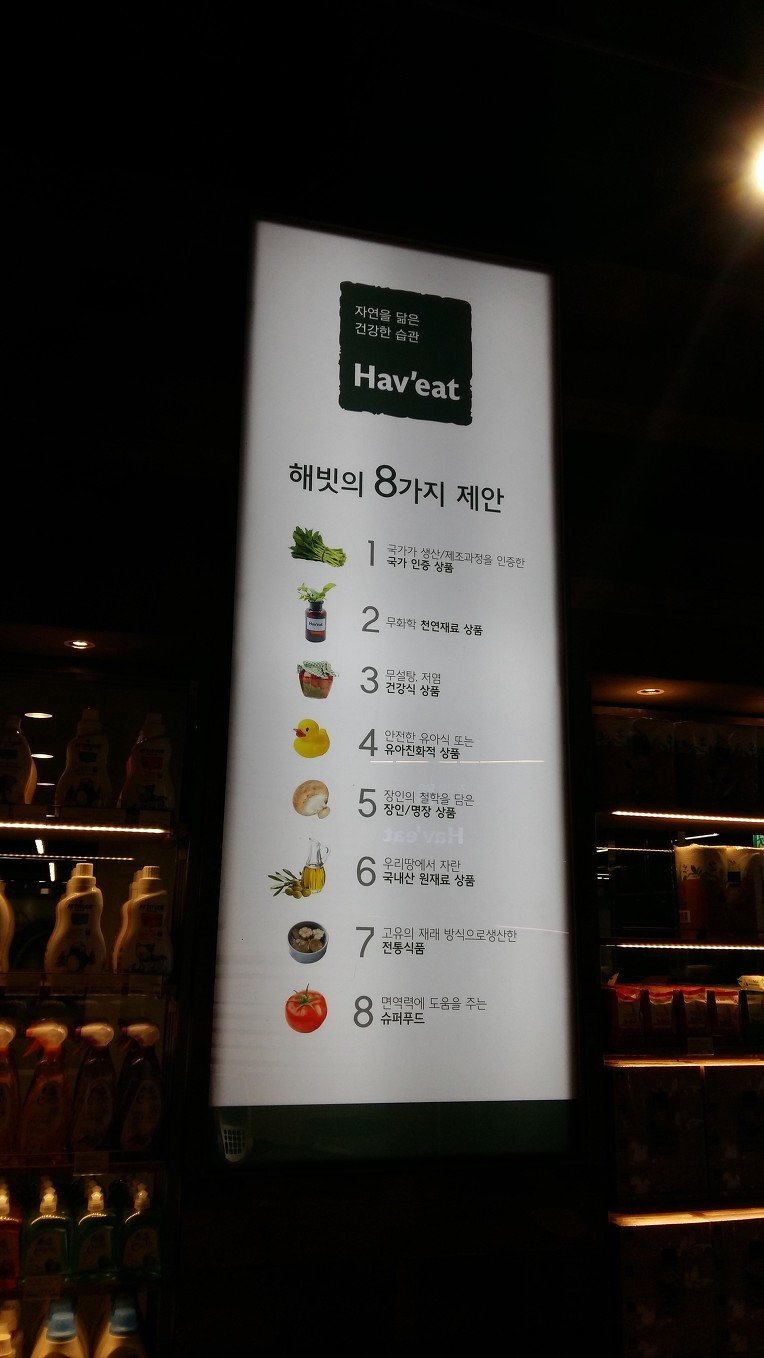 자연을 닮은
건강한 습관
Hav'eat
해빗의 8가지 제안
1 국가가 생산/제조과정을 인증한
국가 인증 상품
2 무화학 천연재료 상품
3 무설탕, 저염
건강식 상품
4 안전한 유아식 또는
유아친화적 상품
5 장인의 철학을 담은
장인/명장 상품
6 우리땅에서 자란
국내산 원재료 상품
7 고유의 재래 방식으로생산한
전통식품
8 면역력에 도움을 주는
슈퍼푸드